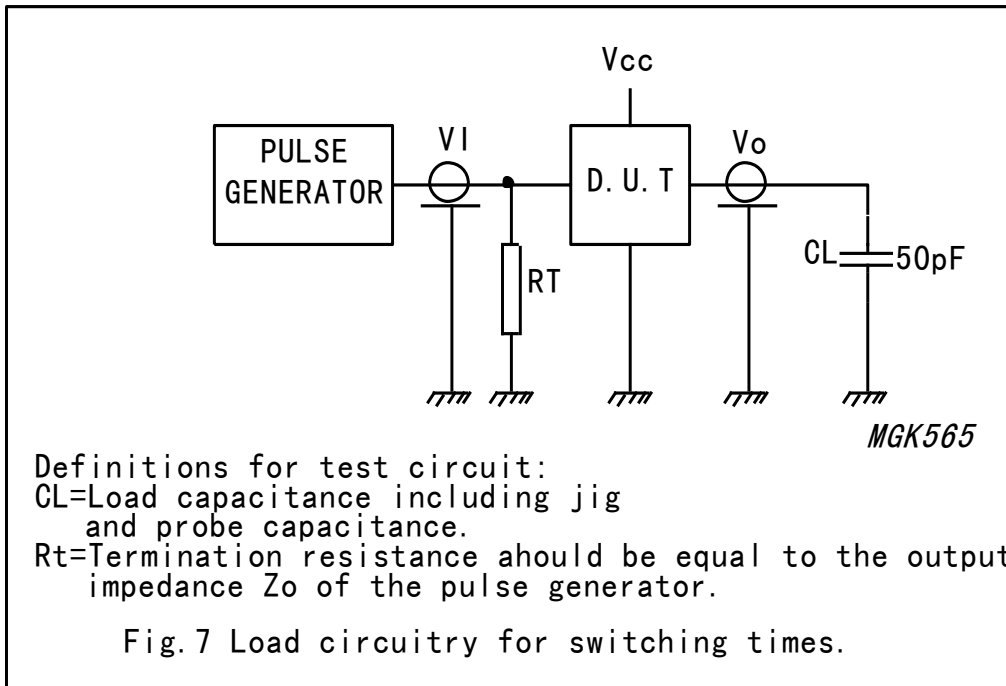 Vcc
PULSE
GENERATOR
VI
D.U.T
Vo
RT
CL
50pF
MGK565
Definitions for test circuit:
CL=Load capacitance including jig
and probe capacitance.
Rt=Termination resistance ahould be equal to the output
impedance Zo of the pulse generator.
Fig.7 Load circuitry for switching times.